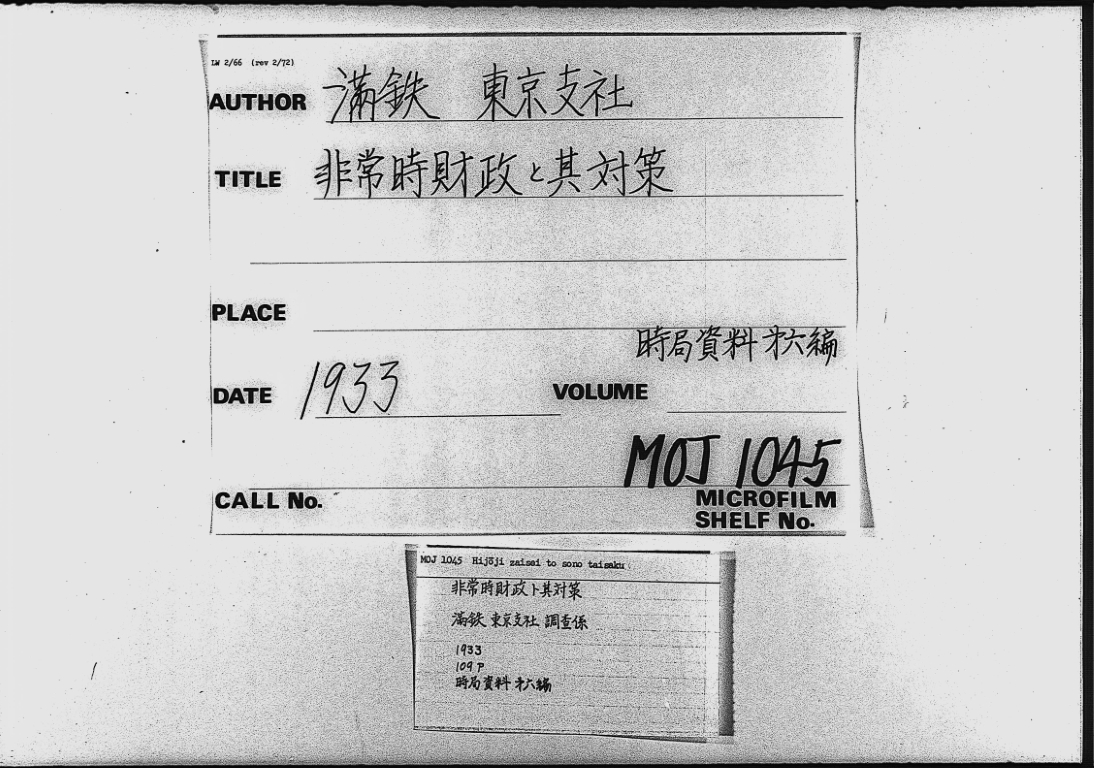 LW 2/66 (rev 2/72)
AUTHOR 満鉄 東京支社
TITLE 非常時財政と其対策
PLACE
時局資料 オ六編
DATE 1933 VOLUME
MOJ 1045
CALL No. MICROFILM
SHELF No.
MOJ 1045 Hijōji zaisei to sono taisaku
非常時財政ト其対策
満鉄 東京支社 調査係
1933
109 P
時局資料 オ六編